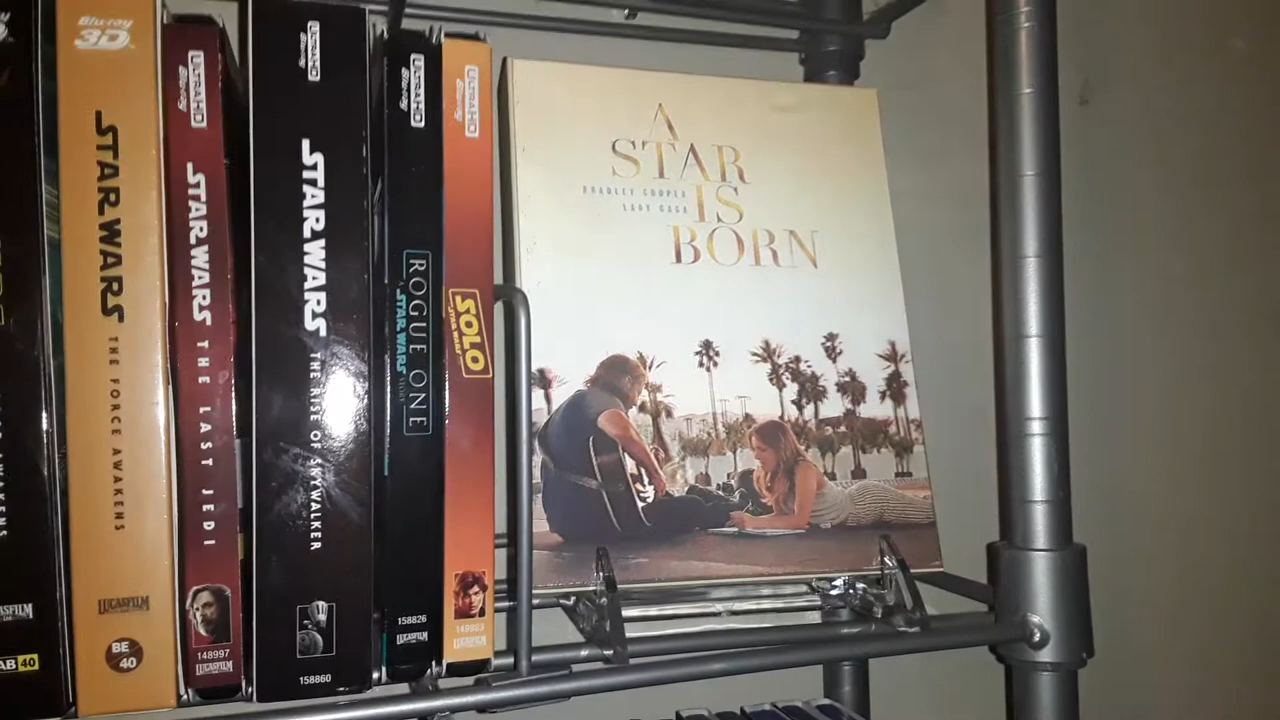 AB 40
LUCASFILM
Blu-ray 3D
STAR WARS THE FORCE AWAKENS
LUCASFILM
BE 40
ULTRA HD Blu-ray
STAR WARS THE LAST JEDI
148997
LUCASFILM
ULTRA HD Blu-ray
STAR WARS THE RISE OF SKYWALKER
158860
ULTRA HD Blu-ray
ROGUE ONE
A STAR WARS STORY
158826
LUCASFILM
ULTRA HD Blu-ray
SOLO
A STAR WARS STORY
149983
LUCASFILM
A
STAR
BRADLEY COOPER
IS
LADY GAGA
BORN